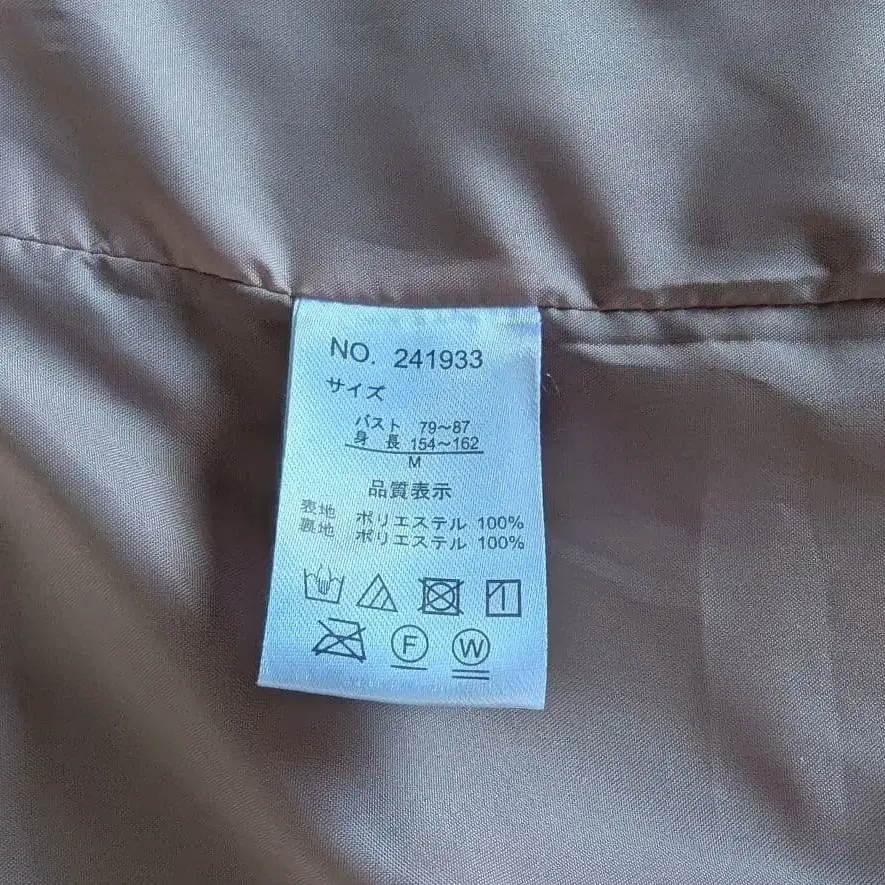 NO. 241933
サイズ
バスト 79～87
身 長 154～162
M
品質表示
表地 ポリエステル 100%
裏地 ポリエステル 100%
F W